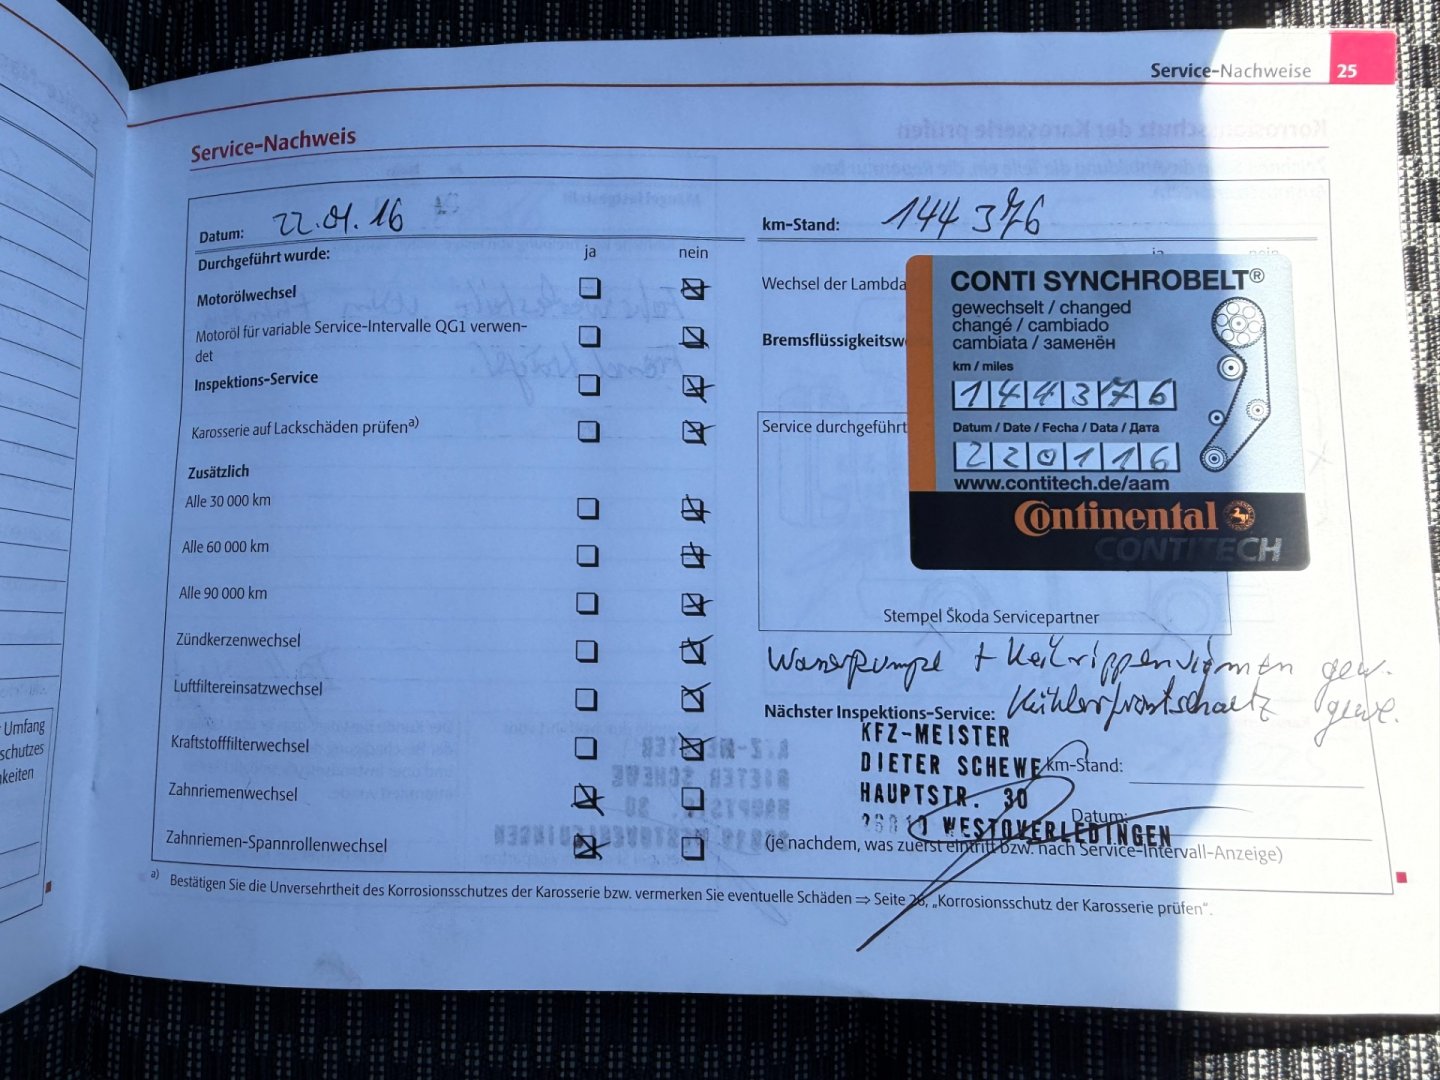 Service-Nachweise 25
Service-Nachweis
Datum: 22.01.16
km-Stand: 144 376
Durchgeführt wurde:
ja nein
Motorölwechsel
Motoröl für variable Service-Intervalle QG1 verwen-
det
Inspektions-Service
Karosserie auf Lackschäden prüfen a)
Zusätzlich
Alle 30 000 km
Alle 60 000 km
Alle 90 000 km
Zündkerzenwechsel
Luftfiltereinsatzwechsel
Kraftstofffilterwechsel
Zahnriemenwechsel
Zahnriemen-Spannrollenwechsel
Wechsel der Lambda
Bremsflüssigkeitsw
Service durchgeführt
CONTI SYNCHROBELT®
gewechselt / changed
changé / cambiado
cambiata / заменён
km / miles
144376
Datum / Date / Fecha / Data / Дата
220116
www.contitech.de/aam
Continental
CONTITECH
Stempel Škoda Servicepartner
Wasserpumpe + Keilrippenriemen gew.
Nächster Inspektions-Service: Kühlerfrostschutz gew.
KFZ-MEISTER
DIETER SCHEWE
km-Stand:
HAUPTSTR. 30
Datum:
WESTOVERLEDINGEN
(je nachdem, was zuerst eintritt bzw. nach Service-Intervall-Anzeige)
a) Bestätigen Sie die Unversehrtheit des Korrosionsschutzes der Karosserie bzw. vermerken Sie eventuelle Schäden ⇒ Seite 26, „Korrosionsschutz der Karosserie prüfen“.
Umfang
schutzes
keiten